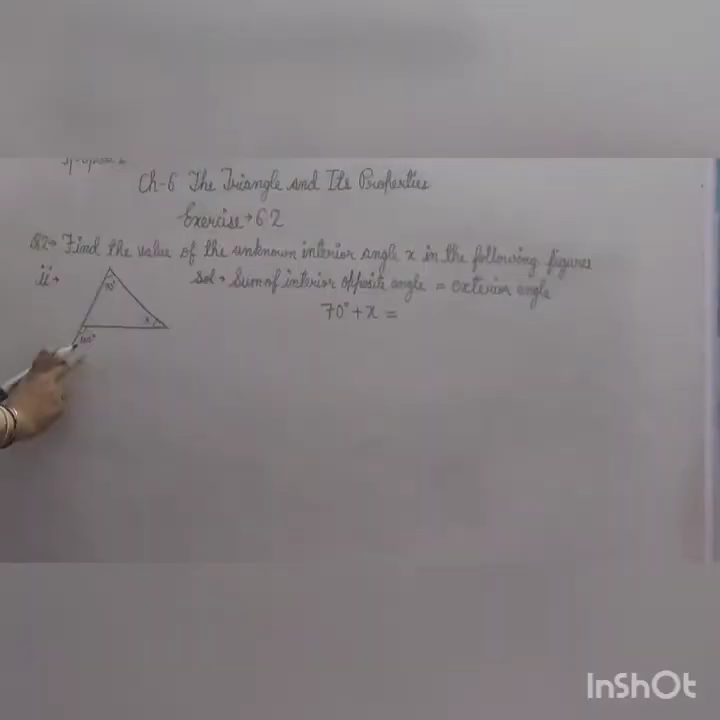 Ch-6 The Triangle and Its Properties
Exercise → 6.2
Q2→ Find the value of the unknown interior angle x in the following figures
ii→ Sol → Sum of interior opposite angle = exterior angle
70°
70° + x =
x
100°
InShOt